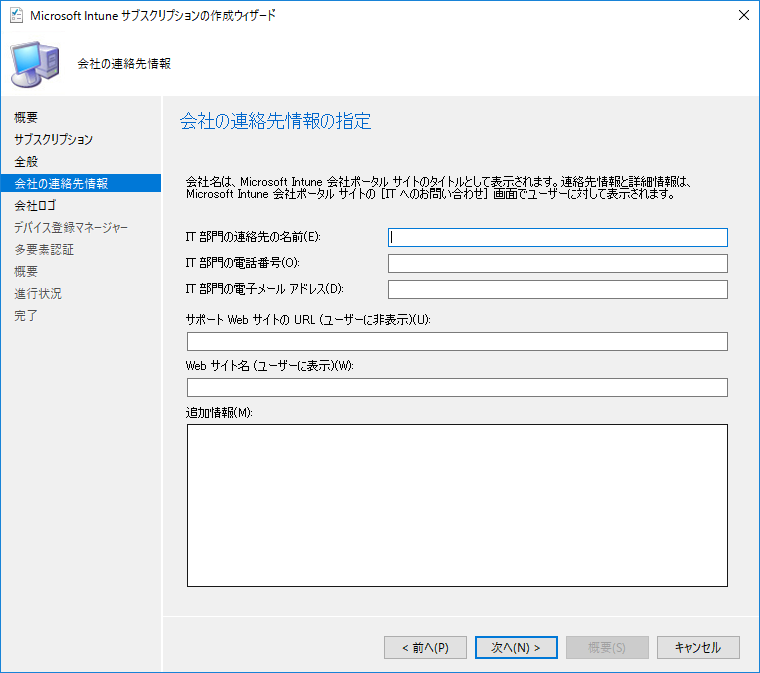 Microsoft Intune サブスクリプションの作成ウィザード
会社の連絡先情報
概要
サブスクリプション
全般
会社の連絡先情報
会社ロゴ
デバイス登録マネージャー
多要素認証
概要
進行状況
完了
会社の連絡先情報の指定
会社名は、Microsoft Intune 会社ポータル サイトのタイトルとして表示されます。連絡先情報と詳細情報は、
Microsoft Intune 会社ポータル サイトの [IT へのお問い合わせ] 画面でユーザーに対して表示されます。
IT 部門の連絡先の名前(E):
IT 部門の電話番号(O):
IT 部門の電子メール アドレス(D):
サポート Web サイトの URL (ユーザーに非表示)(U):
Web サイト名 (ユーザーに表示)(W):
追加情報(M):
< 前へ(P)
次へ(N) >
概要(S)
キャンセル